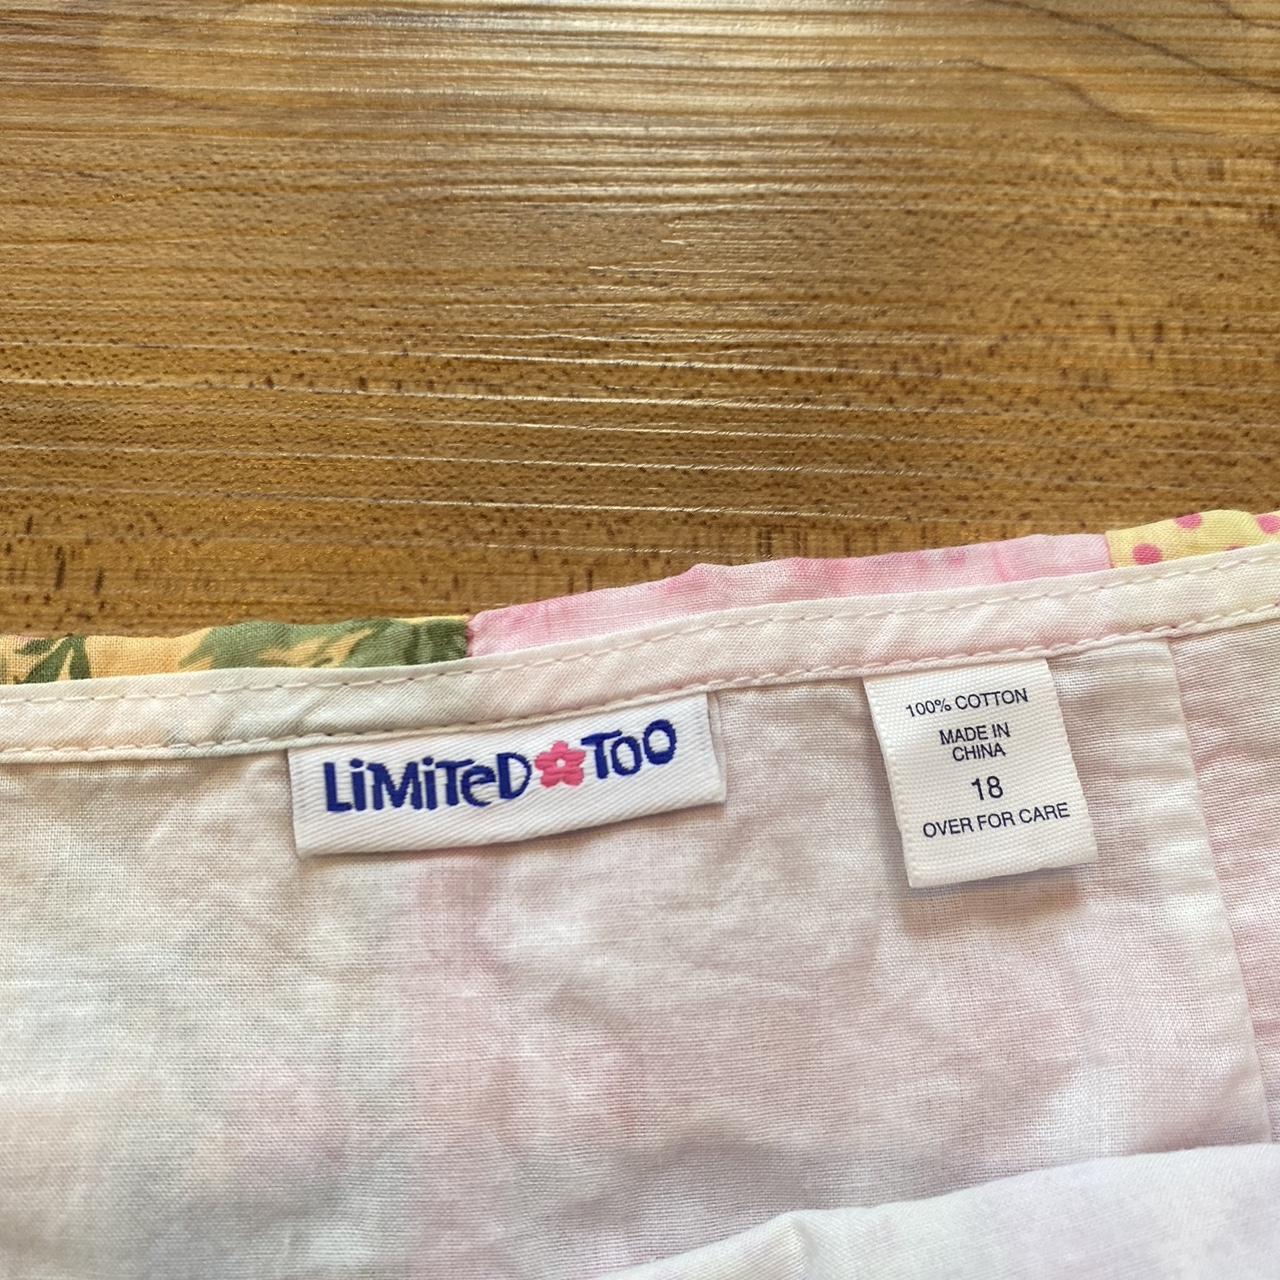 LiMiTeD TOO
100% COTTON
MADE IN
CHINA
18
OVER FOR CARE